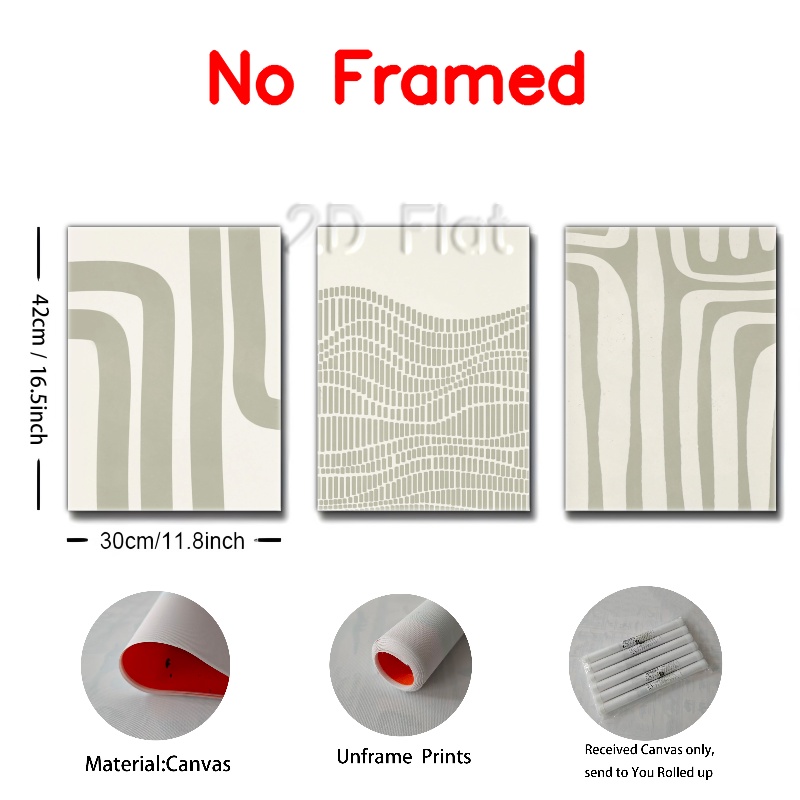 No Framed
2D Flat
42cm / 16.5inch
30cm/11.8inch
Material:Canvas
Unframe Prints
Received Canvas only,
send to You Rolled up